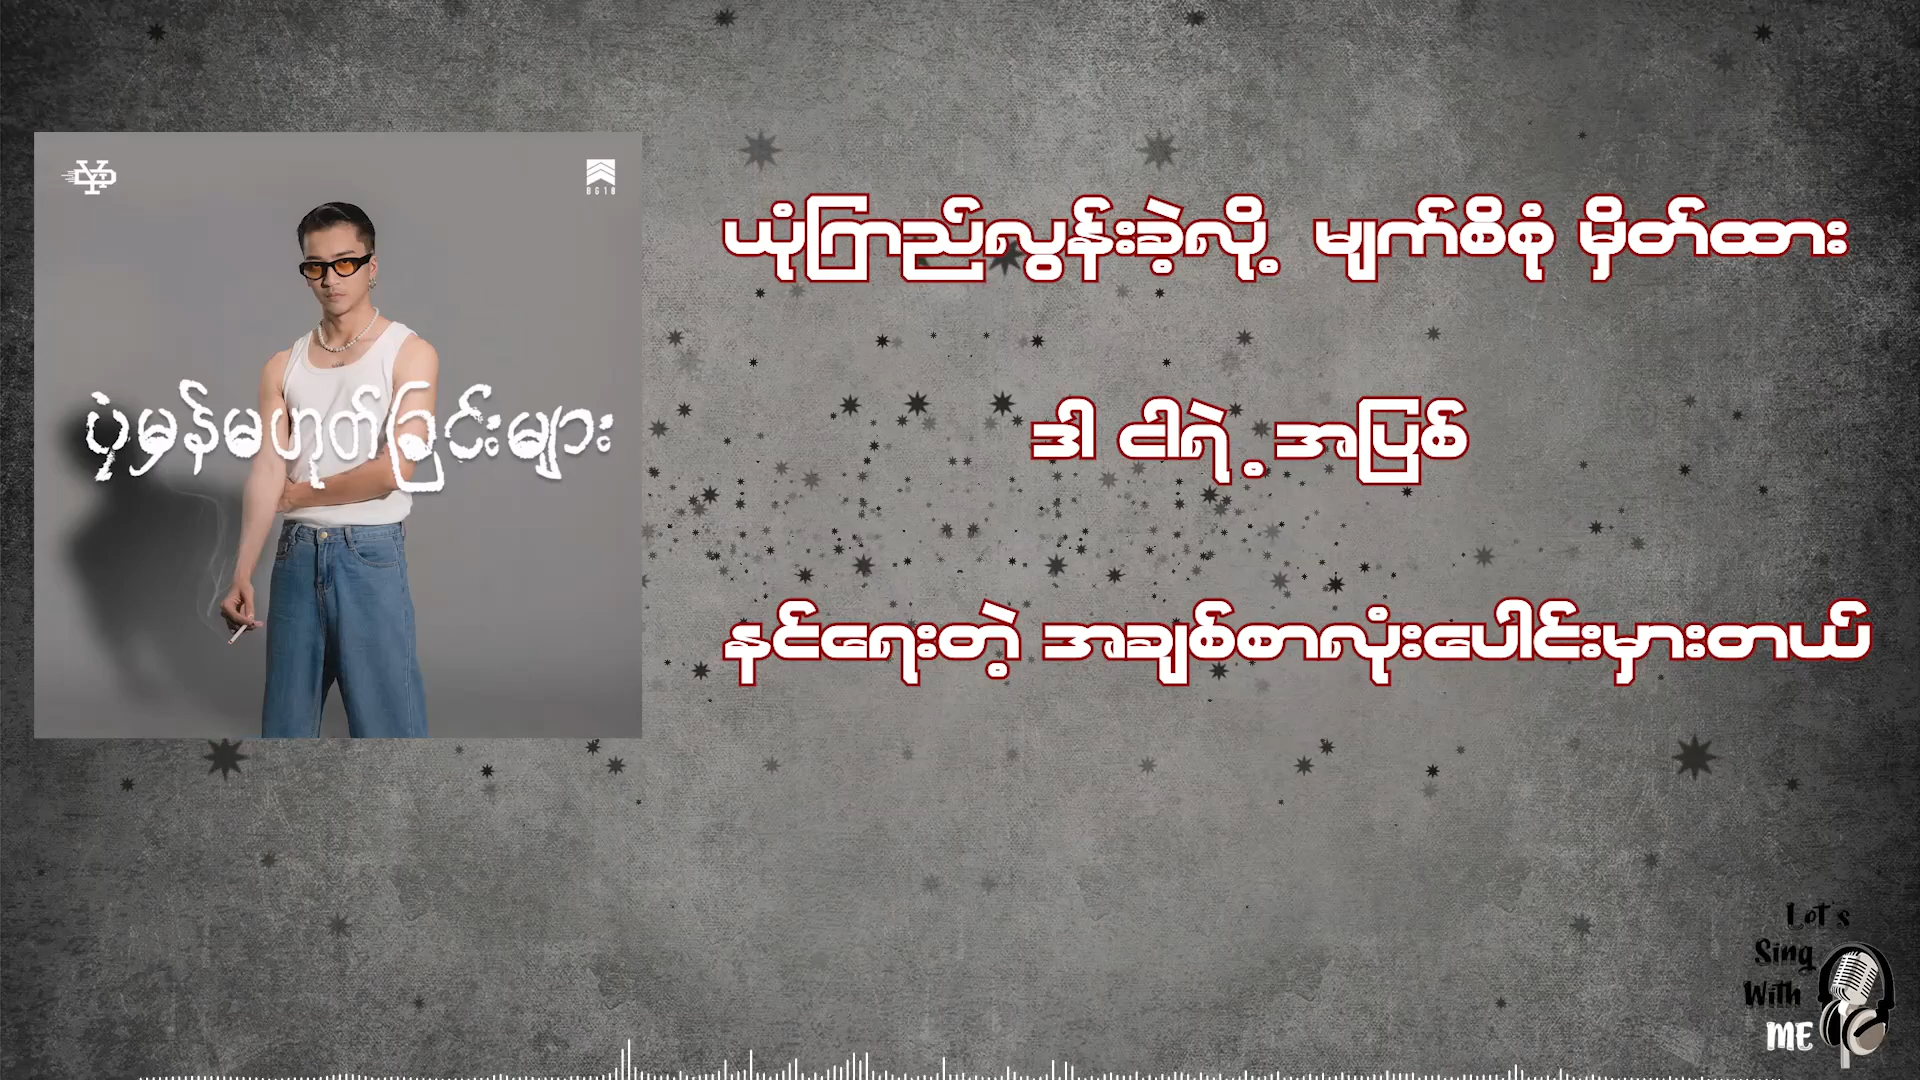 YD
BG18
ပုံမှန်မဟုတ်ခြင်းများ
ယုံကြည်လွန်းခဲ့လို့ မျက်စိစုံ မှိတ်ထား
ဒါ ငါရဲ့ အပြစ်
နင်ရေးတဲ့ အချစ်စာလုံးပေါင်းမှားတယ်
Let's
Sing
With
ME